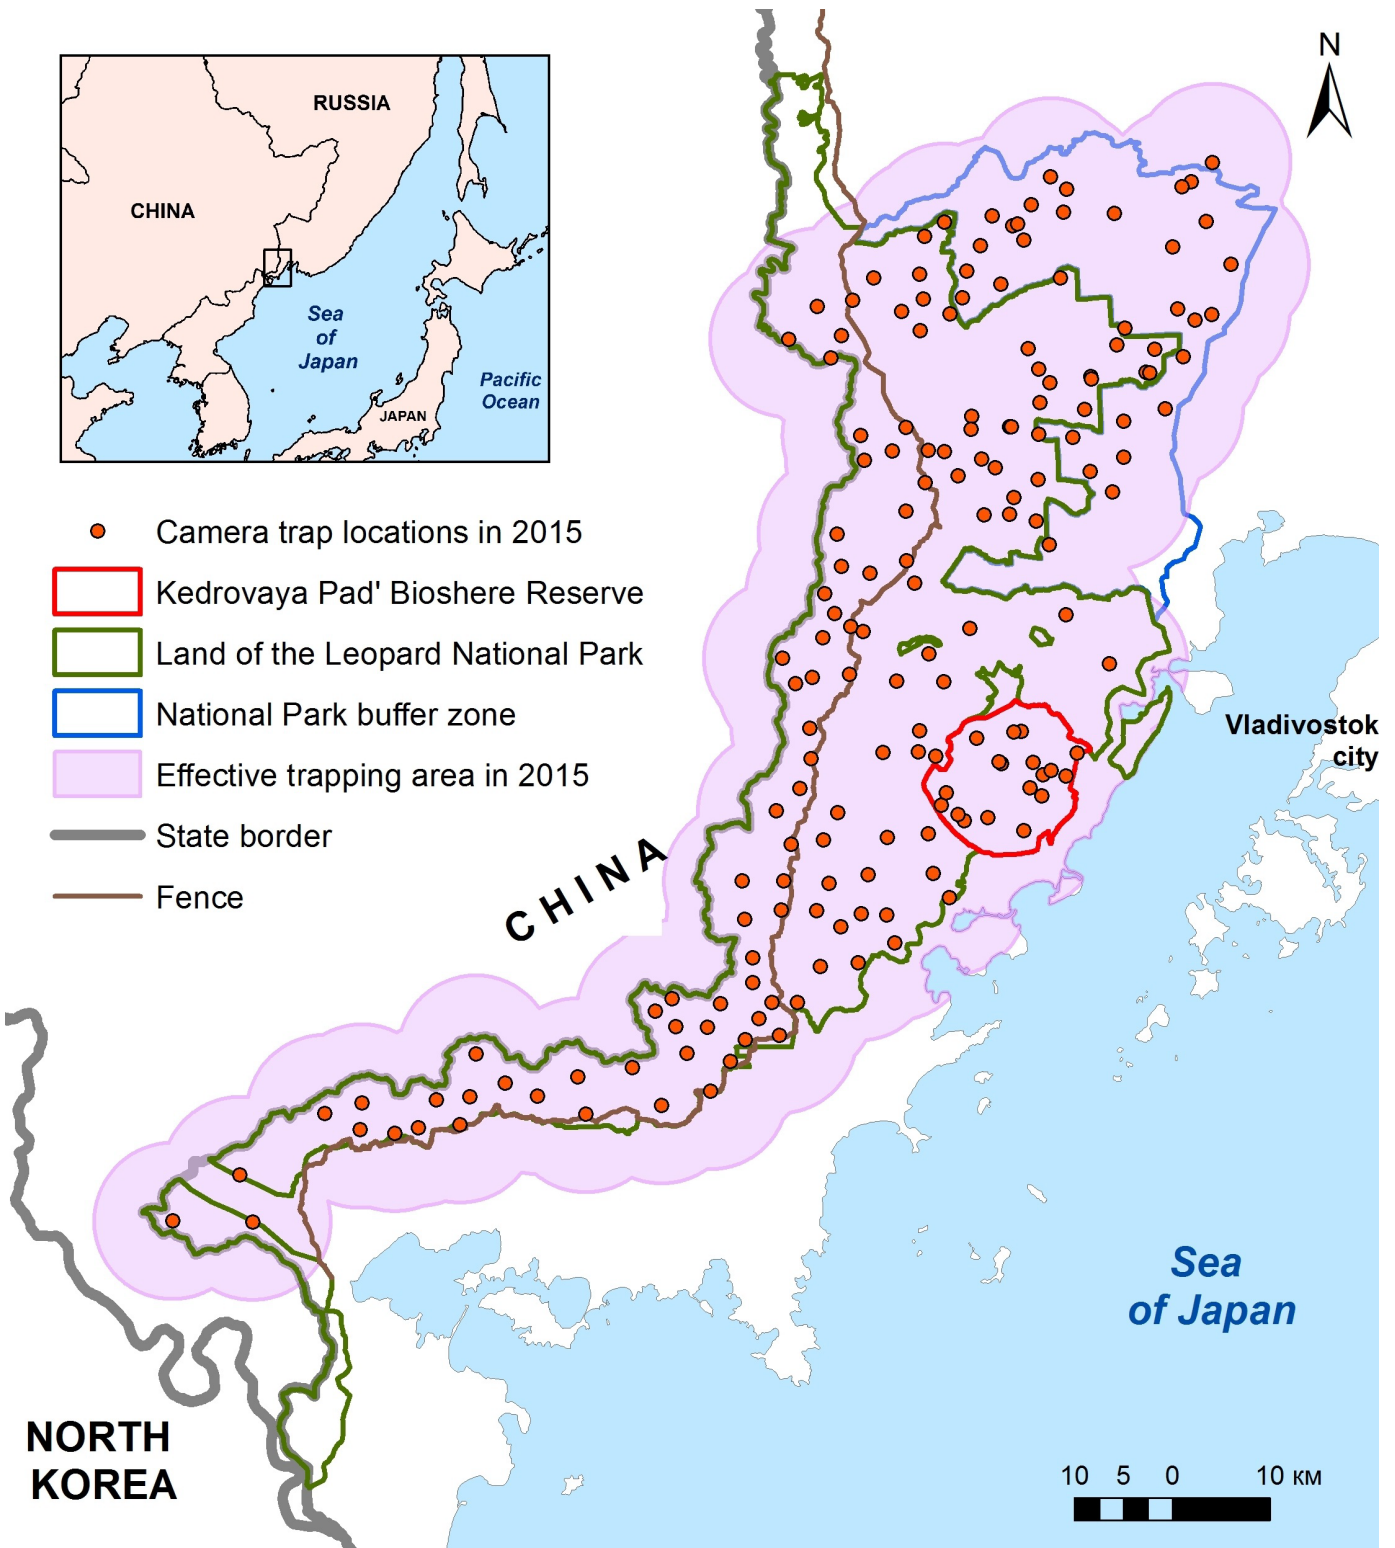 N
RUSSIA
CHINA
Sea
of
Japan
Pacific
Ocean
JAPAN
Camera trap locations in 2015
Kedrovaya Pad' Bioshere Reserve
Land of the Leopard National Park
National Park buffer zone
Effective trapping area in 2015
State border
Fence
Vladivostok
city
CHINA
Sea
of Japan
NORTH
KOREA
10 5 0 10 км